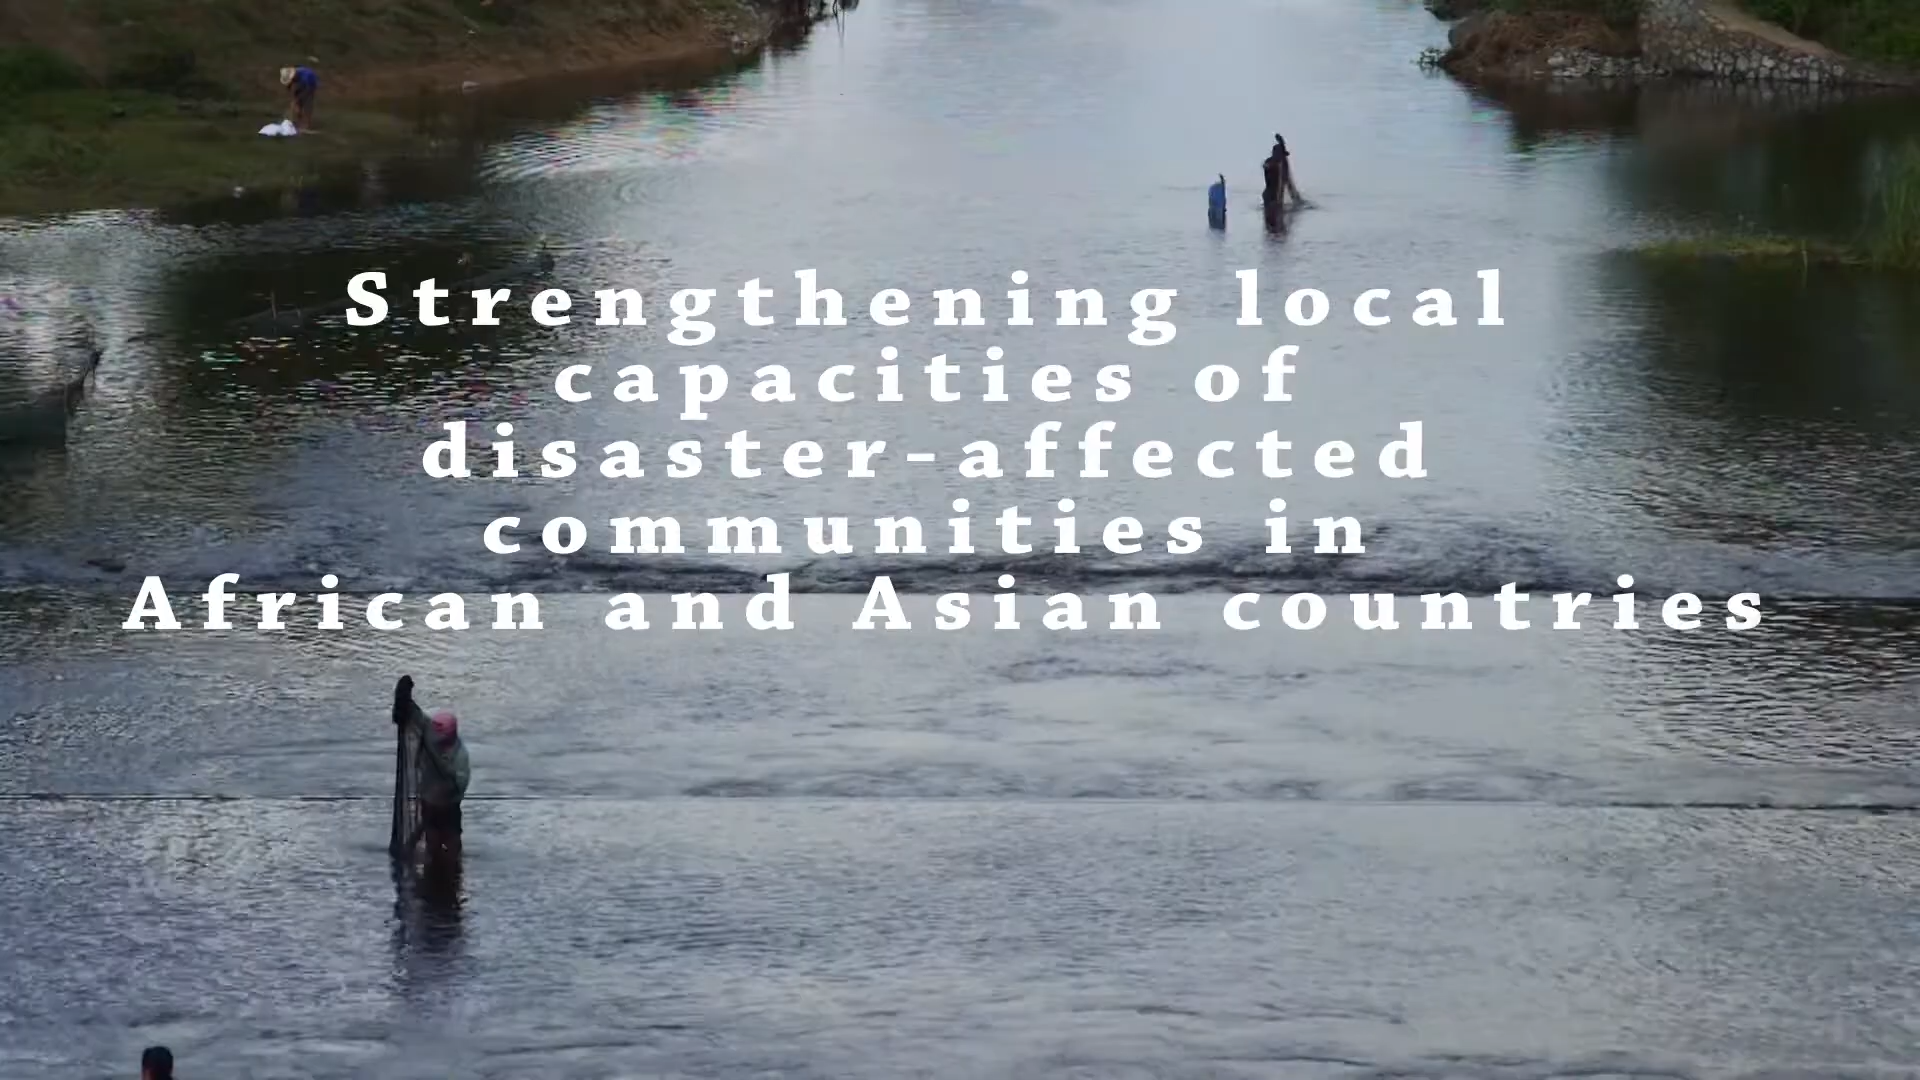 Strengthening local
capacities of
disaster-affected
communities in
African and Asian countries